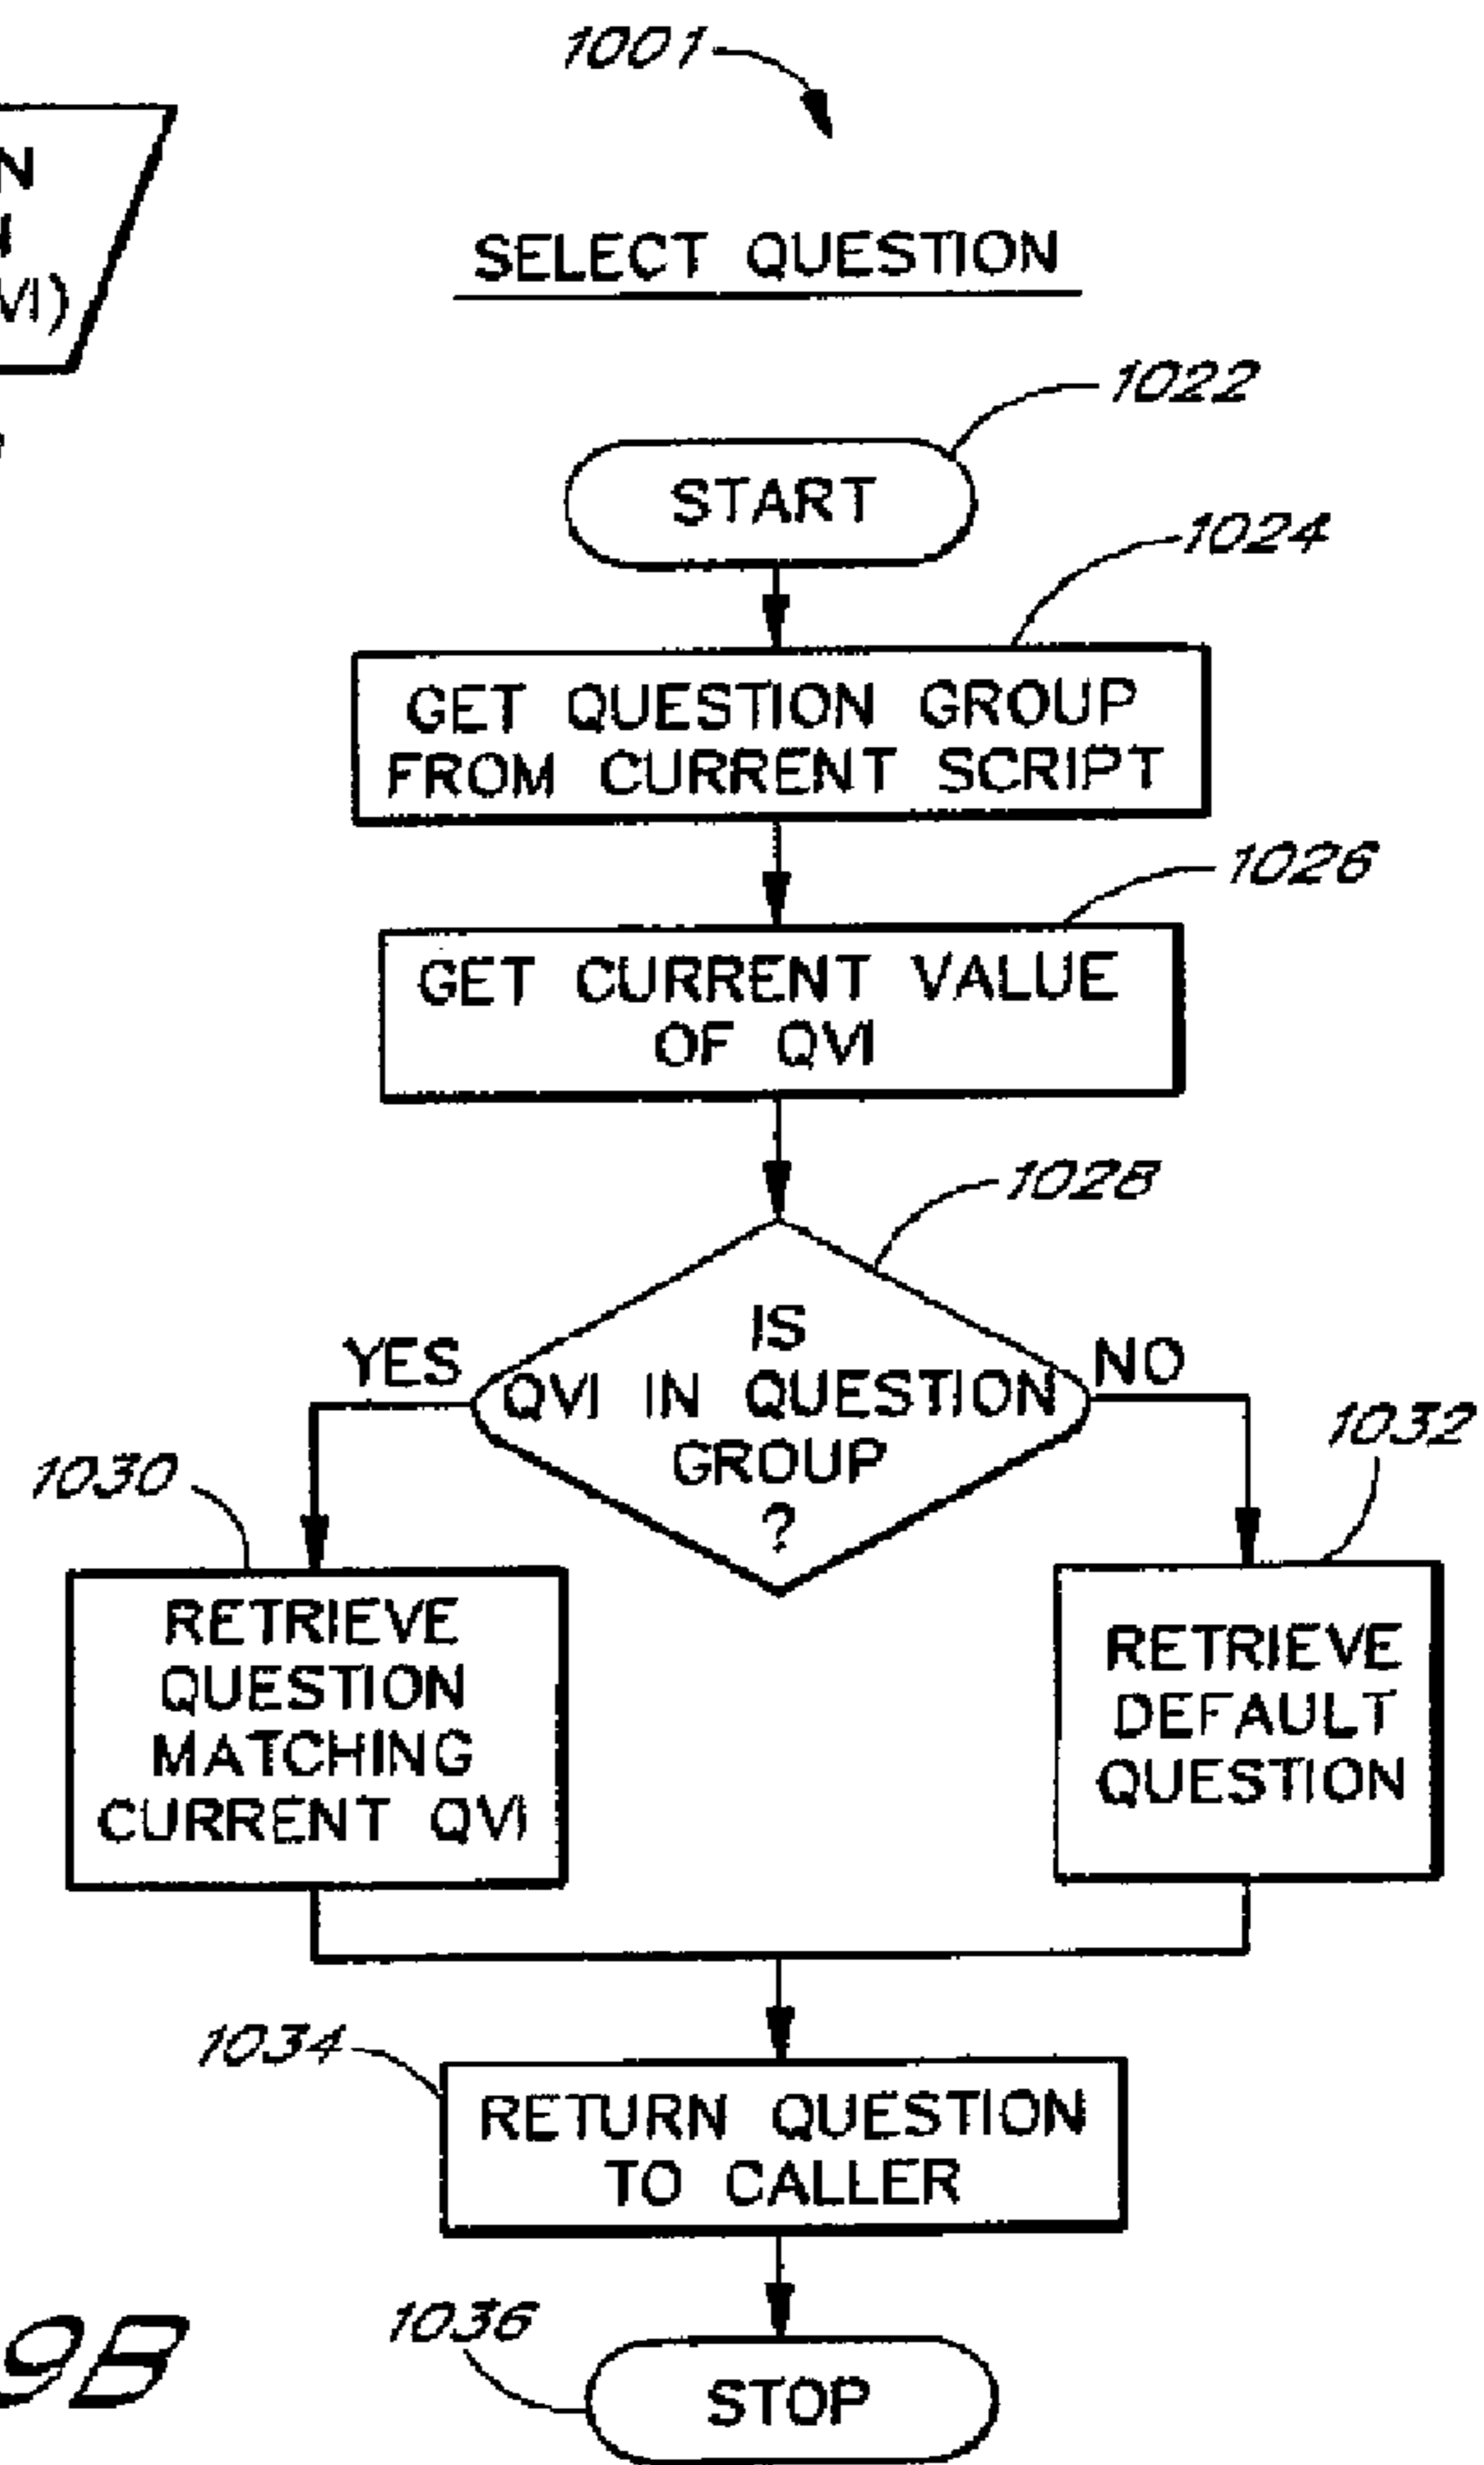 1001
N
VI)
SELECT QUESTION
1022
START
1024
GET QUESTION GROUP
FROM CURRENT SCRIPT
1026
GET CURRENT VALUE
OF QVI
1028
IS
QVI IN QUESTION
GROUP
?
YES
NO
1030
1032
RETRIEVE
QUESTION
MATCHING
CURRENT QVI
RETRIEVE
DEFAULT
QUESTION
1034
RETURN QUESTION
TO CALLER
1036
STOP
9B